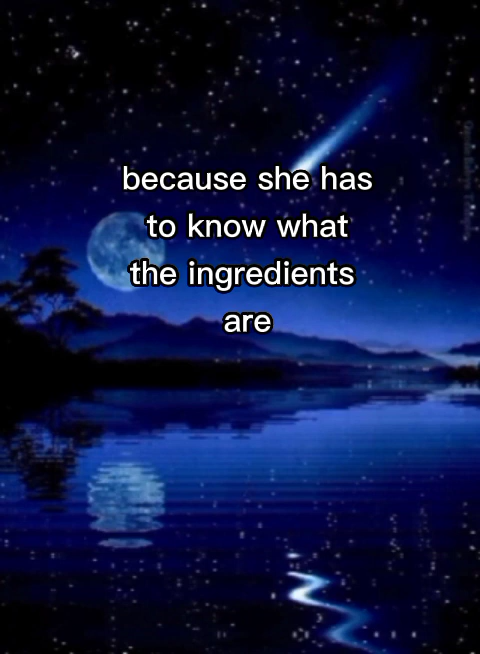 because she has
to know what
the ingredients
are